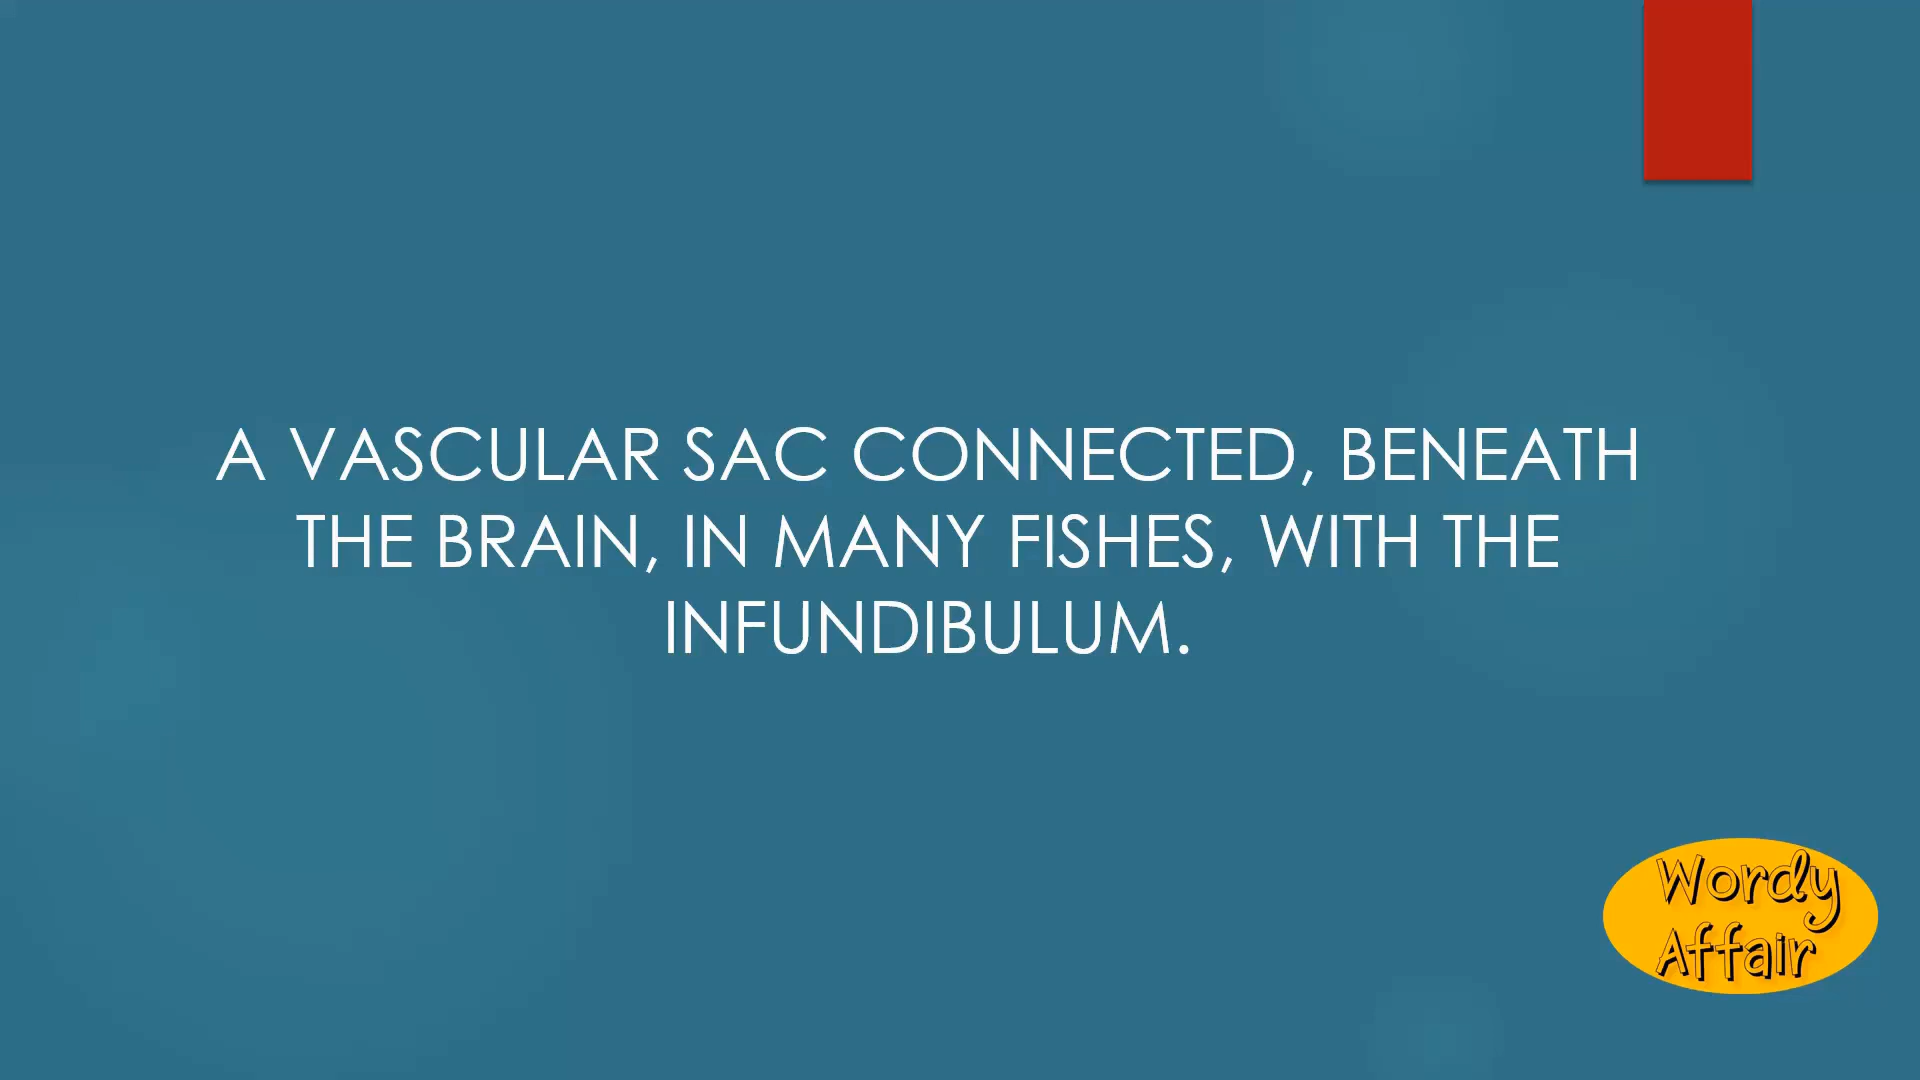 A VASCULAR SAC CONNECTED, BENEATH
THE BRAIN, IN MANY FISHES, WITH THE
INFUNDIBULUM.
Wordy
Affair